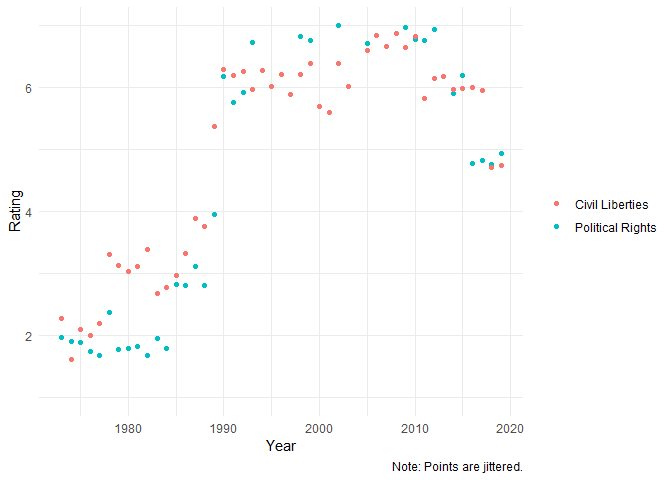 6
4
2
Rating
1980 1990 2000 2010 2020
Year
Civil Liberties
Political Rights
Note: Points are jittered.